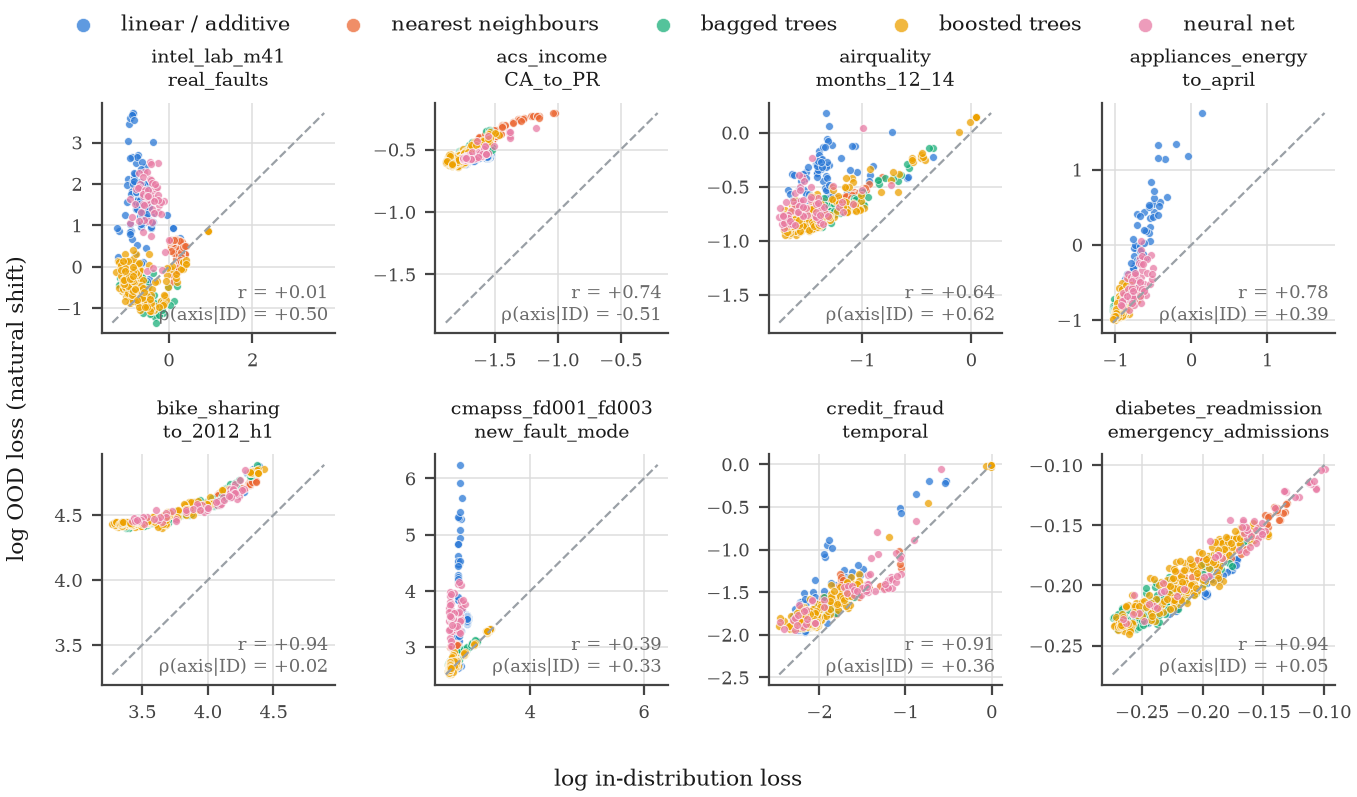 linear / additive nearest neighbours bagged trees boosted trees neural net
intel_lab_m41
real_faults
acs_income
CA_to_PR
airquality
months_12_14
appliances_energy
to_april
3
2
1
0
−1
0
2
r = +0.01
ρ(axis|ID) = +0.50
−0.5
−1.0
−1.5
−1.5
−1.0
−0.5
r = +0.74
ρ(axis|ID) = -0.51
0.0
−0.5
−1.0
−1.5
−1
0
r = +0.64
ρ(axis|ID) = +0.62
1
0
−1
−1
0
1
r = +0.78
ρ(axis|ID) = +0.39
log OOD loss (natural shift)
bike_sharing
to_2012_h1
cmapss_fd001_fd003
new_fault_mode
credit_fraud
temporal
diabetes_readmission
emergency_admissions
4.5
4.0
3.5
3.5
4.0
4.5
r = +0.94
ρ(axis|ID) = +0.02
6
5
4
3
4
6
r = +0.39
ρ(axis|ID) = +0.33
0.0
−0.5
−1.0
−1.5
−2.0
−2.5
−2
−1
0
r = +0.91
ρ(axis|ID) = +0.36
−0.10
−0.15
−0.20
−0.25
−0.25
−0.20
−0.15
−0.10
r = +0.94
ρ(axis|ID) = +0.05
log in-distribution loss